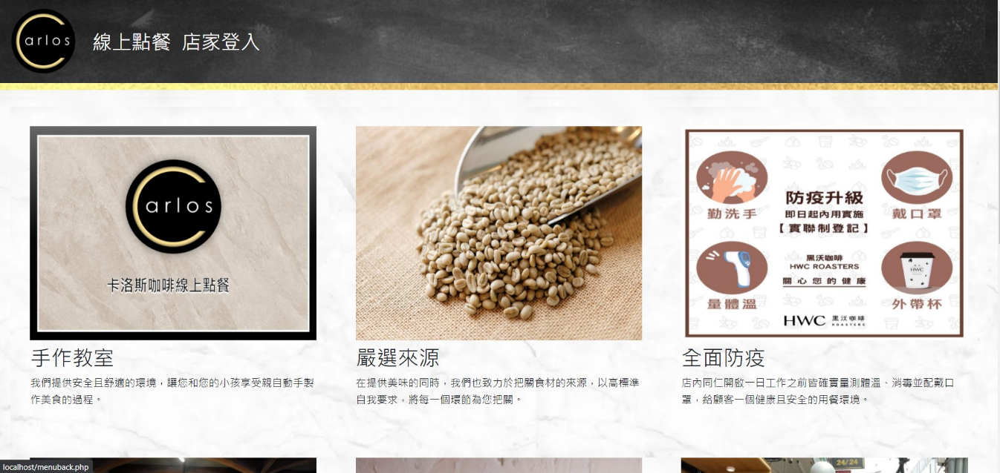 arlos
線上點餐 店家登入
arlos
卡洛斯咖啡線上點餐
防疫升級
即日起內用實施
【實聯制登記】
勤洗手
戴口罩
黑沃咖啡
HWC ROASTERS
關心您的健康
HWC
量體溫
外帶杯
HWC 黑沃咖啡
ROASTERS
手作教室
我們提供安全且舒適的環境，讓您和您的小孩享受親自動手製
作美食的過程。
嚴選來源
在提供美味的同時，我們也致力於把關食材的來源，以高標準
自我要求，將每一個環節為您把關。
全面防疫
店內同仁開啟一日工作之前皆確實量測體溫、消毒並配戴口
罩，給顧客一個健康且安全的用餐環境。
24/24
localhost/menuback.php